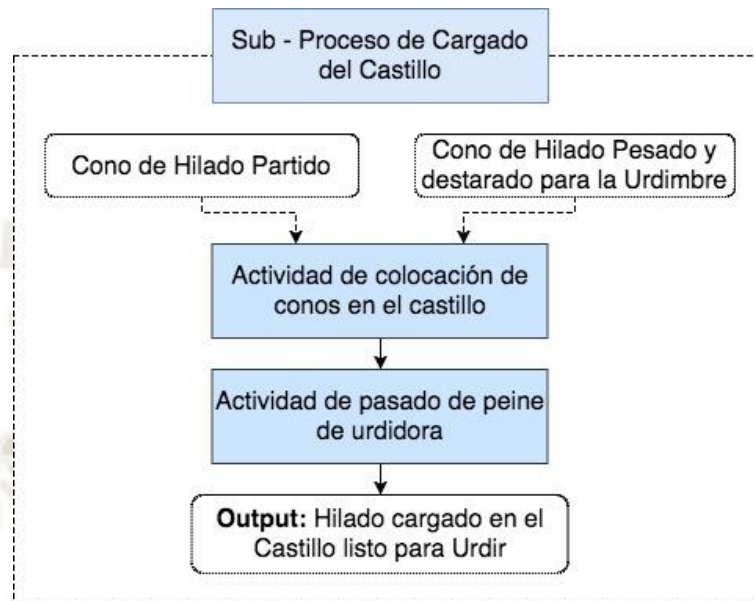 Sub - Proceso de Cargado
del Castillo
Cono de Hilado Partido
Cono de Hilado Pesado y
destarado para la Urdimbre
Actividad de colocación de
conos en el castillo
Actividad de pasado de peine
de urdidora
Output: Hilado cargado en el
Castillo listo para Urdir